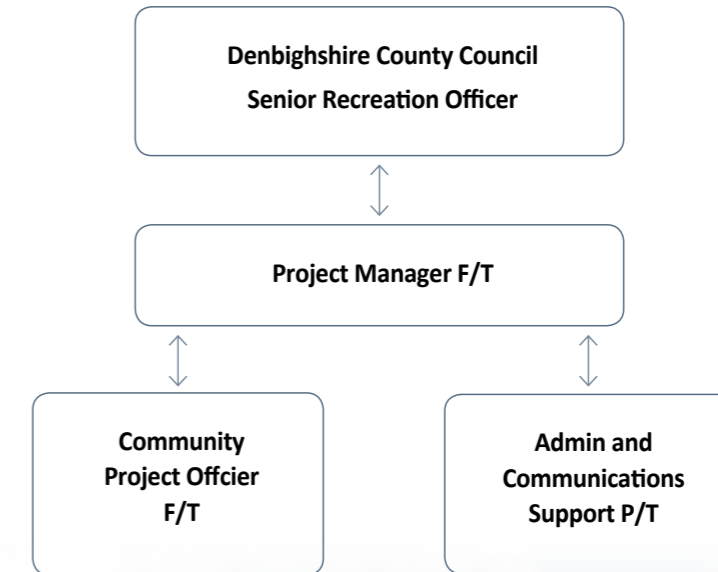 Denbighshire County Council
Senior Recreation Officer
Project Manager F/T
Community
Project Offcier
F/T
Admin and
Communications
Support P/T